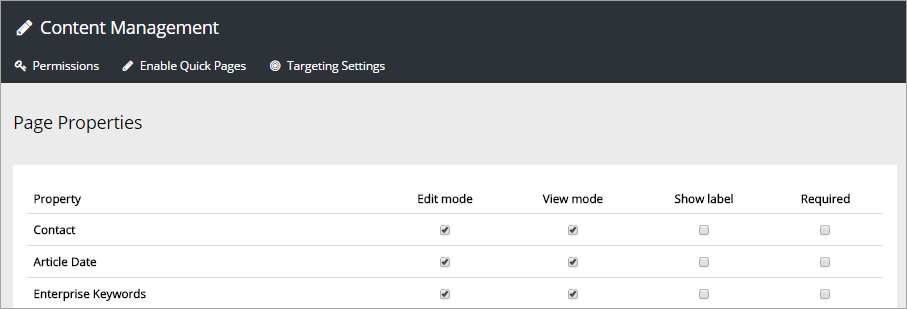 Content Management
Permissions Enable Quick Pages Targeting Settings
Page Properties
Property Edit mode View mode Show label Required
Contact
Article Date
Enterprise Keywords